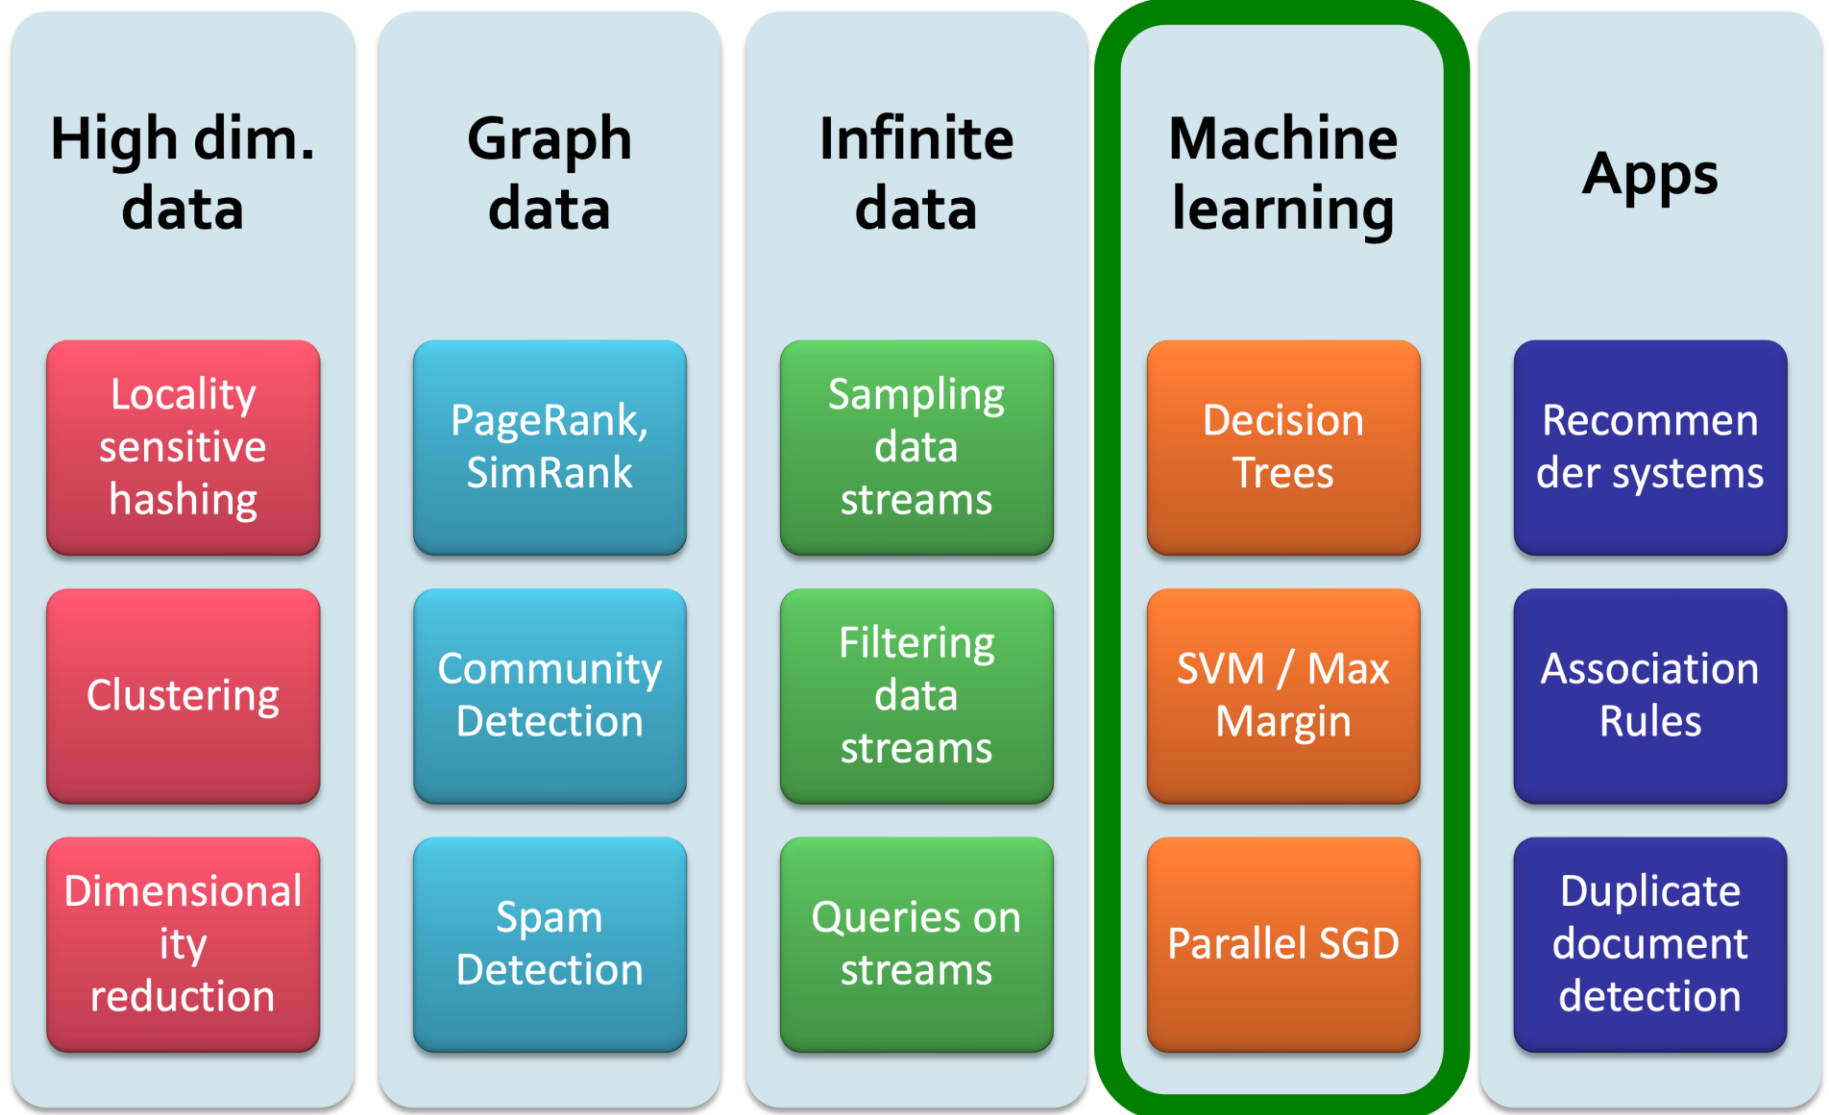 High dim.
data
Locality
sensitive
hashing
Clustering
Dimensional
ity
reduction
Graph
data
PageRank,
SimRank
Community
Detection
Spam
Detection
Infinite
data
Sampling
data
streams
Filtering
data
streams
Queries on
streams
Machine
learning
Decision
Trees
SVM / Max
Margin
Parallel SGD
Apps
Recommen
der systems
Association
Rules
Duplicate
document
detection